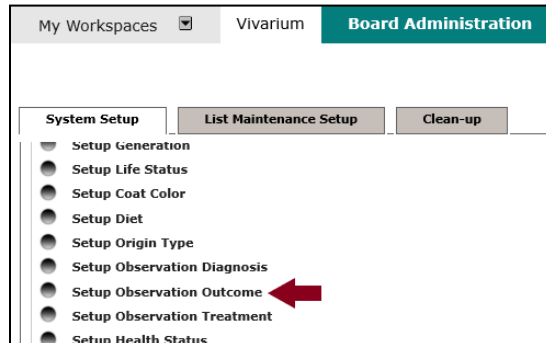 My Workspaces Vivarium Board Administration
System Setup List Maintenance Setup Clean-up
Setup Generation
Setup Life Status
Setup Coat Color
Setup Diet
Setup Origin Type
Setup Observation Diagnosis
Setup Observation Outcome
Setup Observation Treatment
Setup Health Status